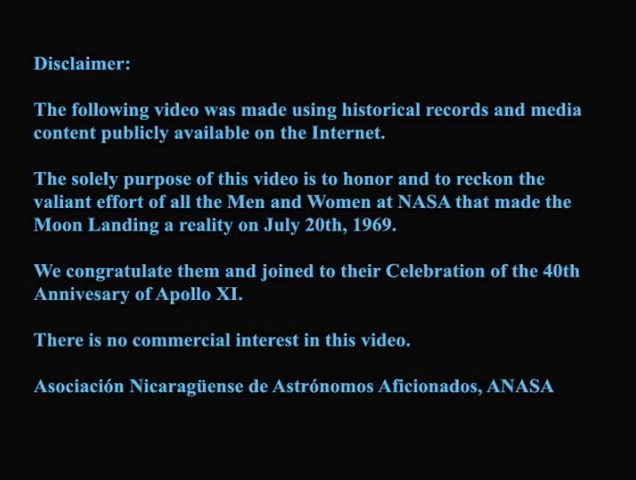 Disclaimer:
The following video was made using historical records and media
content publicly available on the Internet.
The solely purpose of this video is to honor and to reckon the
valiant effort of all the Men and Women at NASA that made the
Moon Landing a reality on July 20th, 1969.
We congratulate them and joined to their Celebration of the 40th
Annivesary of Apollo XI.
There is no commercial interest in this video.
Asociación Nicaragüense de Astrónomos Aficionados, ANASA